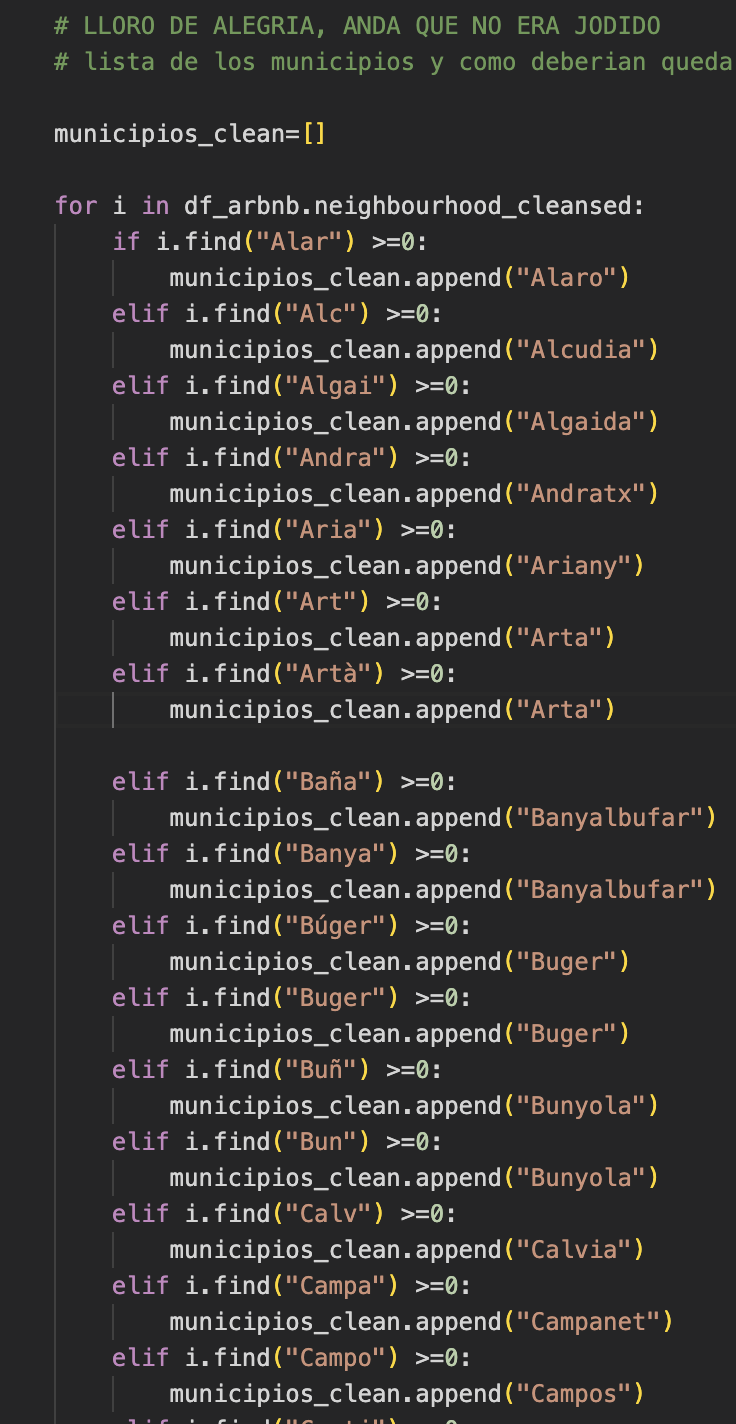 # LLORO DE ALEGRIA, ANDA QUE NO ERA JODIDO
# lista de los municipios y como deberian queda
municipios_clean=[]
for i in df_arbnb.neighbourhood_cleansed:
if i.find("Alar") >=0:
municipios_clean.append("Alaro")
elif i.find("Alc") >=0:
municipios_clean.append("Alcudia")
elif i.find("Algai") >=0:
municipios_clean.append("Algaida")
elif i.find("Andra") >=0:
municipios_clean.append("Andratx")
elif i.find("Aria") >=0:
municipios_clean.append("Ariany")
elif i.find("Art") >=0:
municipios_clean.append("Arta")
elif i.find("Artà") >=0:
municipios_clean.append("Arta")
elif i.find("Baña") >=0:
municipios_clean.append("Banyalbufar")
elif i.find("Banya") >=0:
municipios_clean.append("Banyalbufar")
elif i.find("Búger") >=0:
municipios_clean.append("Buger")
elif i.find("Buger") >=0:
municipios_clean.append("Buger")
elif i.find("Buñ") >=0:
municipios_clean.append("Bunyola")
elif i.find("Bun") >=0:
municipios_clean.append("Bunyola")
elif i.find("Calv") >=0:
municipios_clean.append("Calvia")
elif i.find("Campa") >=0:
municipios_clean.append("Campanet")
elif i.find("Campo") >=0:
municipios_clean.append("Campos")